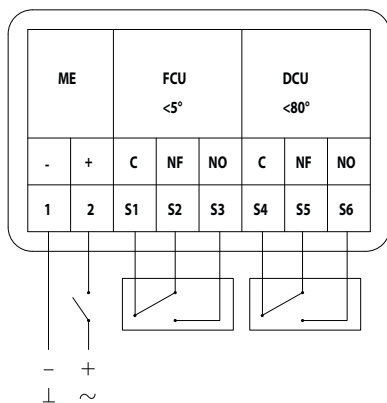 ME FCU DCU
<5° <80°
- + C NF NO C NF NO
1 2 S1 S2 S3 S4 S5 S6
– +
⊥ ~